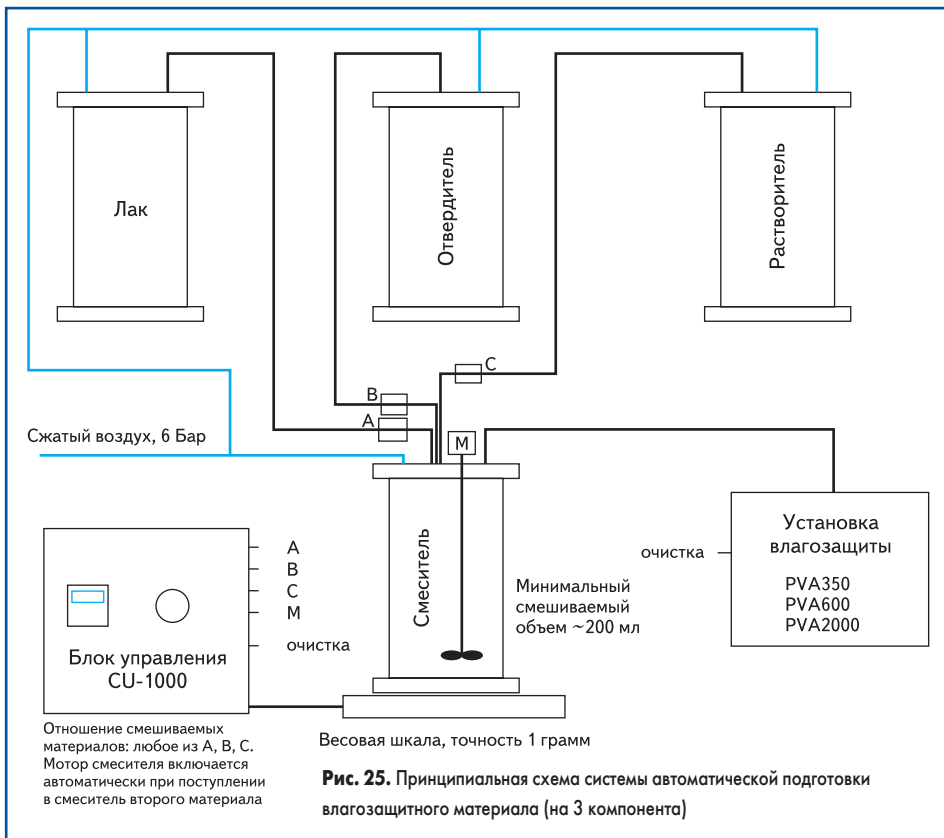 Лак
Отвердитель
Растворитель
C
B
A
Сжатый воздух, 6 Бар
M
Смеситель
Минимальный
смешиваемый
объем ~200 мл
очистка
Установка
влагозащиты
PVA350
PVA600
PVA2000
A
B
C
M
очистка
Блок управления
CU-1000
Отношение смешиваемых
материалов: любое из A, B, C.
Мотор смесителя включается
автоматически при поступлении
в смеситель второго материала
Весовая шкала, точность 1 грамм
Рис. 25. Принципиальная схема системы автоматической подготовки
влагозащитного материала (на 3 компонента)